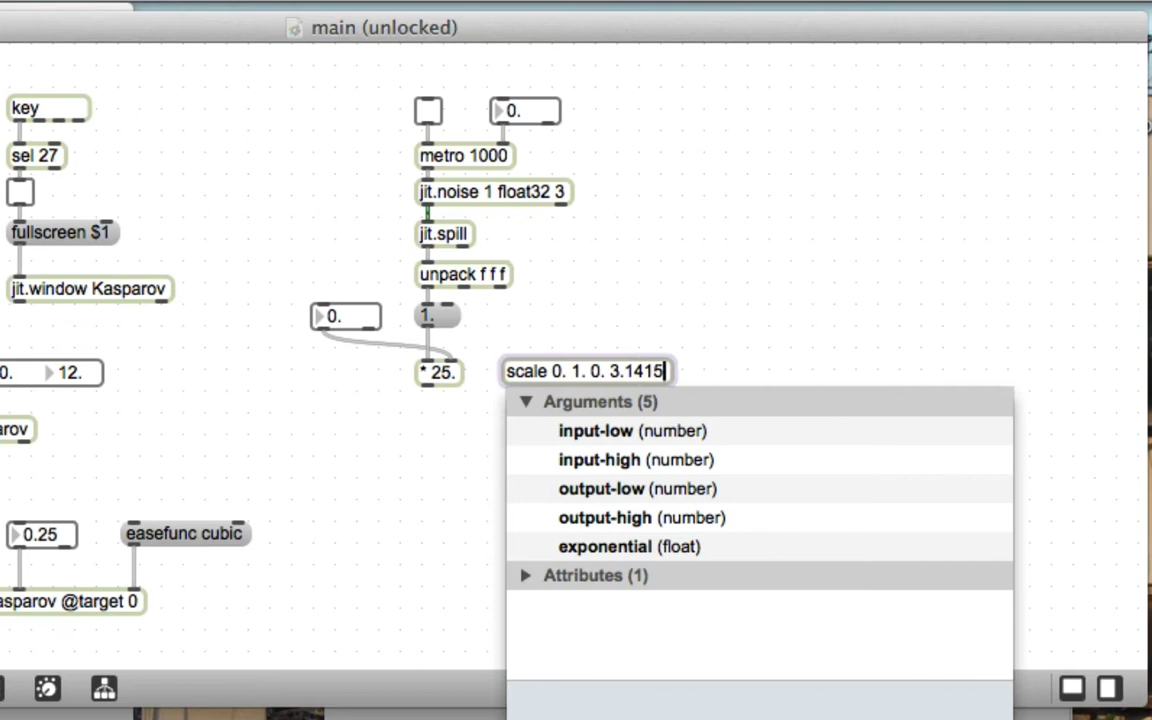 main (unlocked)
key
0.
sel 27
metro 1000
jit.noise 1 float32 3
fullscreen $1
jit.spill
unpack f f f
jit.window Kasparov
0.
1.
0.
12.
* 25.
scale 0. 1. 0. 3.1415
Arguments (5)
input-low (number)
input-high (number)
output-low (number)
output-high (number)
exponential (float)
Attributes (1)
arov
0.25
easefunc cubic
asparov @target 0